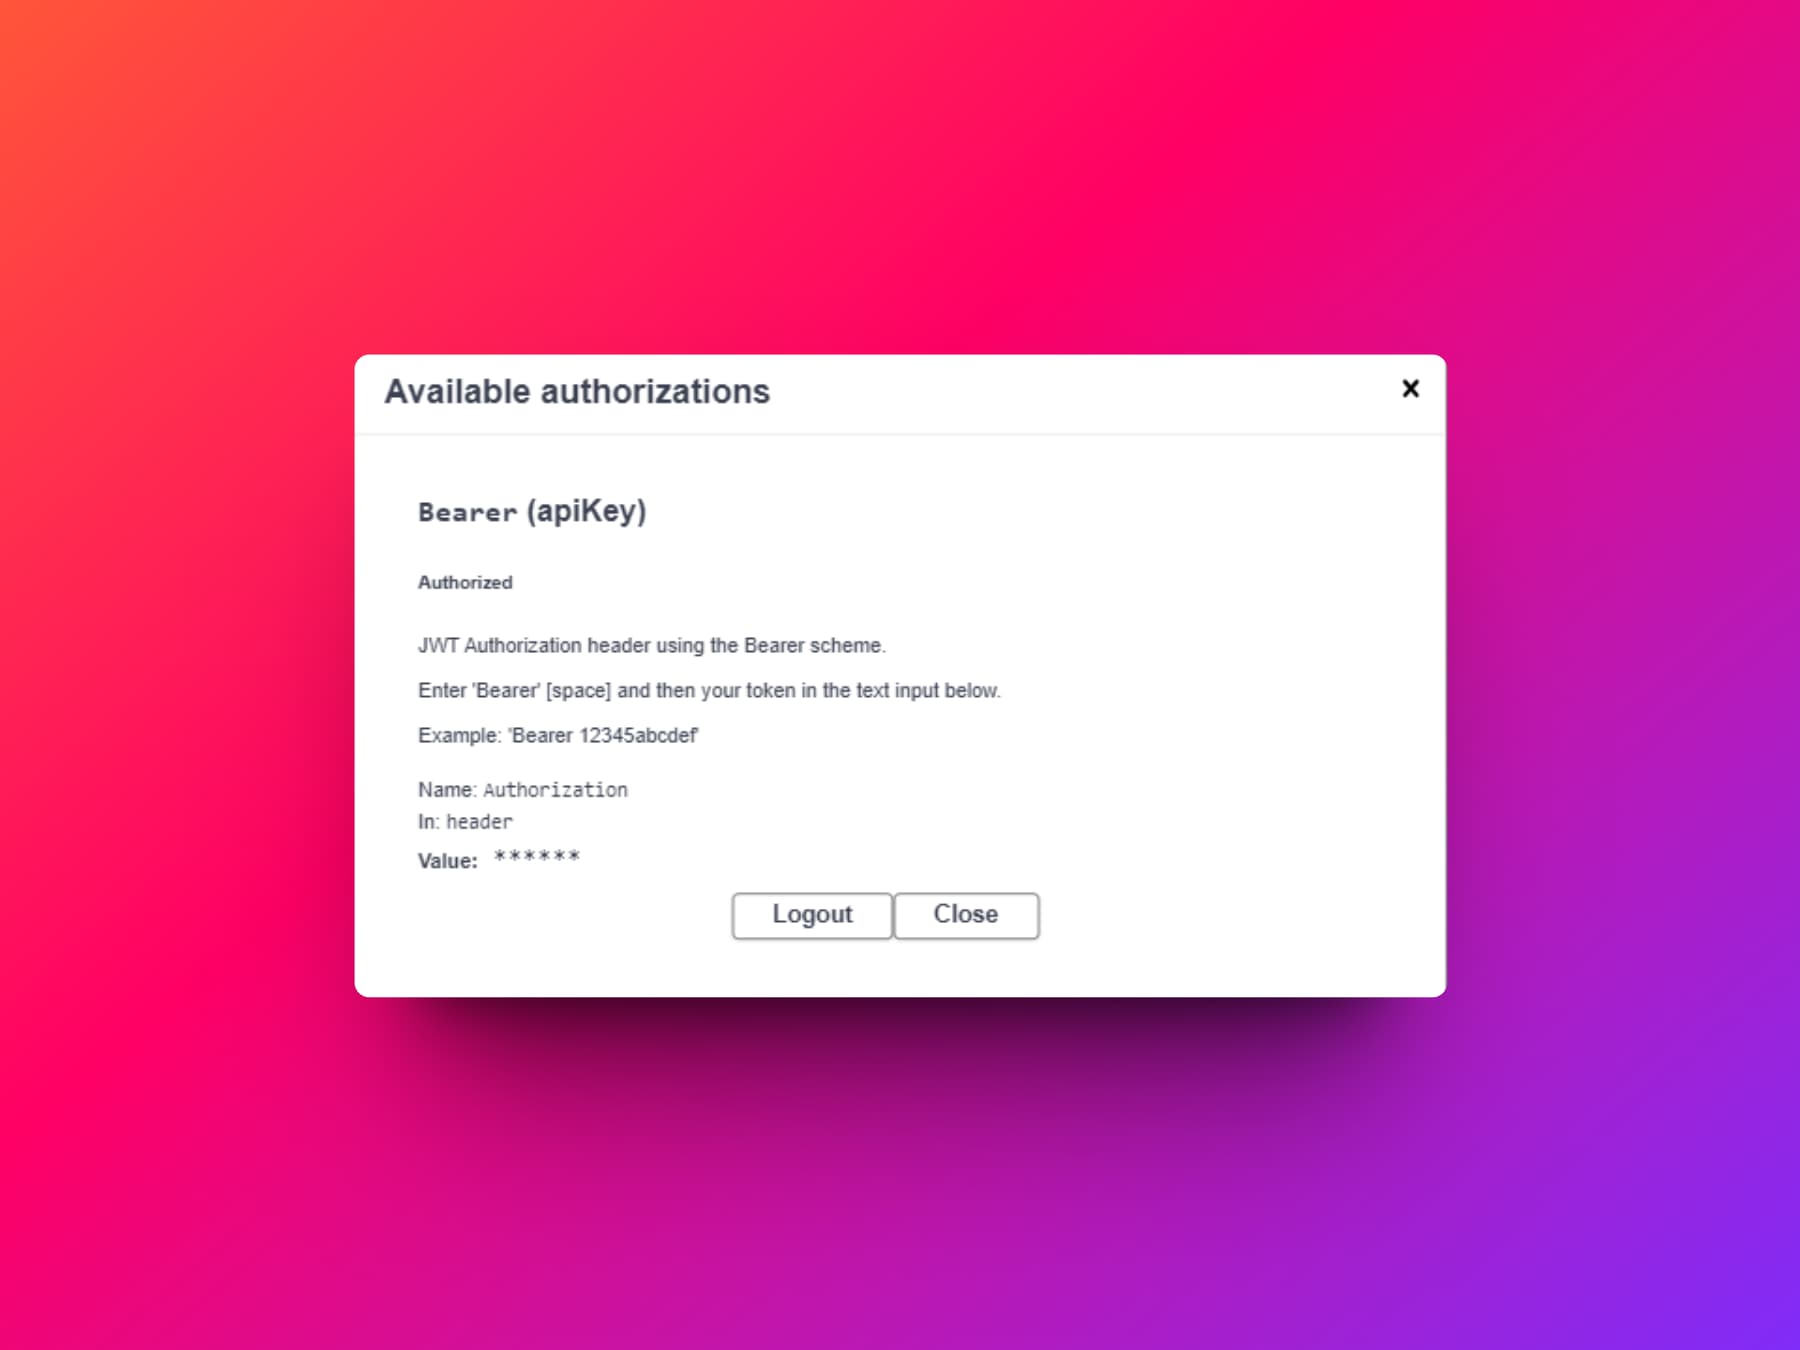 Available authorizations
Bearer (apiKey)
Authorized
JWT Authorization header using the Bearer scheme.
Enter 'Bearer' [space] and then your token in the text input below.
Example: 'Bearer 12345abcdef'
Name: Authorization
In: header
Value: ******
Logout Close